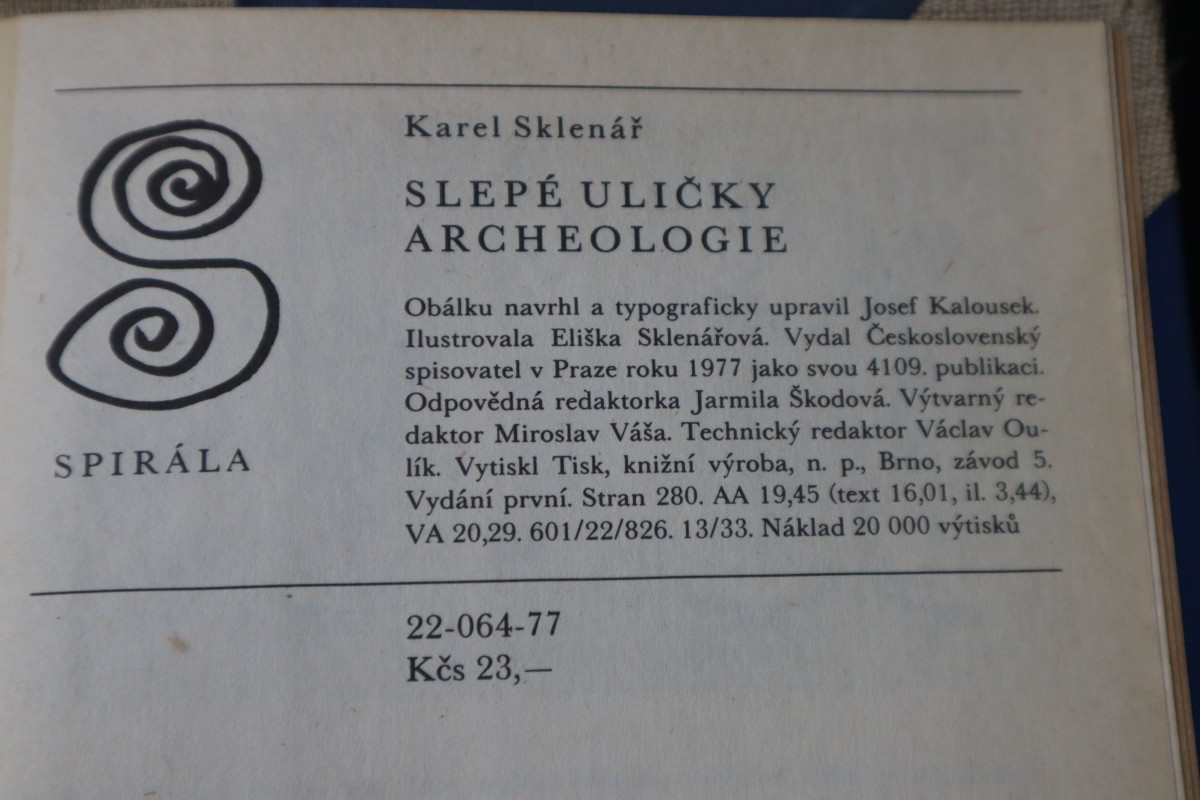 Karel Sklenář
SLEPÉ ULIČKY
ARCHEOLOGIE
Obálku navrhl a typograficky upravil Josef Kalousek.
Ilustrovala Eliška Sklenářová. Vydal Československý
spisovatel v Praze roku 1977 jako svou 4109. publikaci.
Odpovědná redaktorka Jarmila Škodová. Výtvarný re-
daktor Miroslav Váša. Technický redaktor Václav Ou-
lík. Vytiskl Tisk, knižní výroba, n. p., Brno, závod 5.
Vydání první. Stran 280. AA 19,45 (text 16,01, il. 3,44),
VA 20,29. 601/22/826. 13/33. Náklad 20 000 výtisků
SPIRÁLA
22-064-77
Kčs 23,—